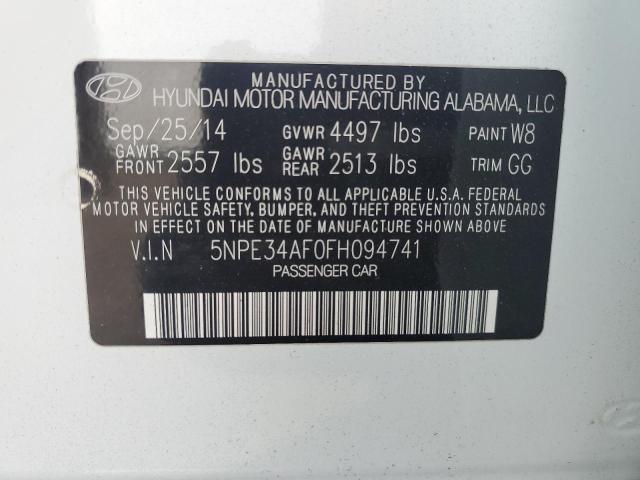 MANUFACTURED BY
HYUNDAI MOTOR MANUFACTURING ALABAMA, LLC
Sep/25/14 GVWR 4497 lbs PAINT W8
GAWR FRONT 2557 lbs GAWR REAR 2513 lbs TRIM GG
THIS VEHICLE CONFORMS TO ALL APPLICABLE U.S.A. FEDERAL
MOTOR VEHICLE SAFETY, BUMPER, AND THEFT PREVENTION STANDARDS
IN EFFECT ON THE DATE OF MANUFACTURE SHOWN ABOVE
V.I.N 5NPE34AF0FH094741
PASSENGER CAR